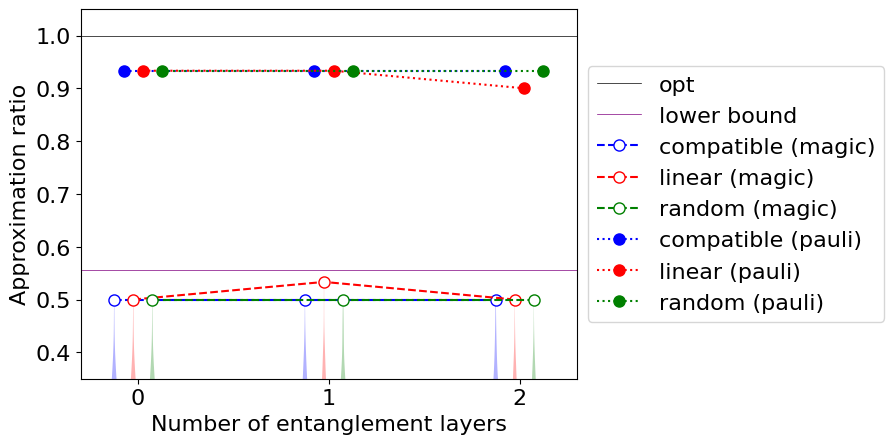 Approximation ratio
1.0
0.9
0.8
0.7
0.6
0.5
0.4
0
1
2
Number of entanglement layers
opt
lower bound
compatible (magic)
linear (magic)
random (magic)
compatible (pauli)
linear (pauli)
random (pauli)